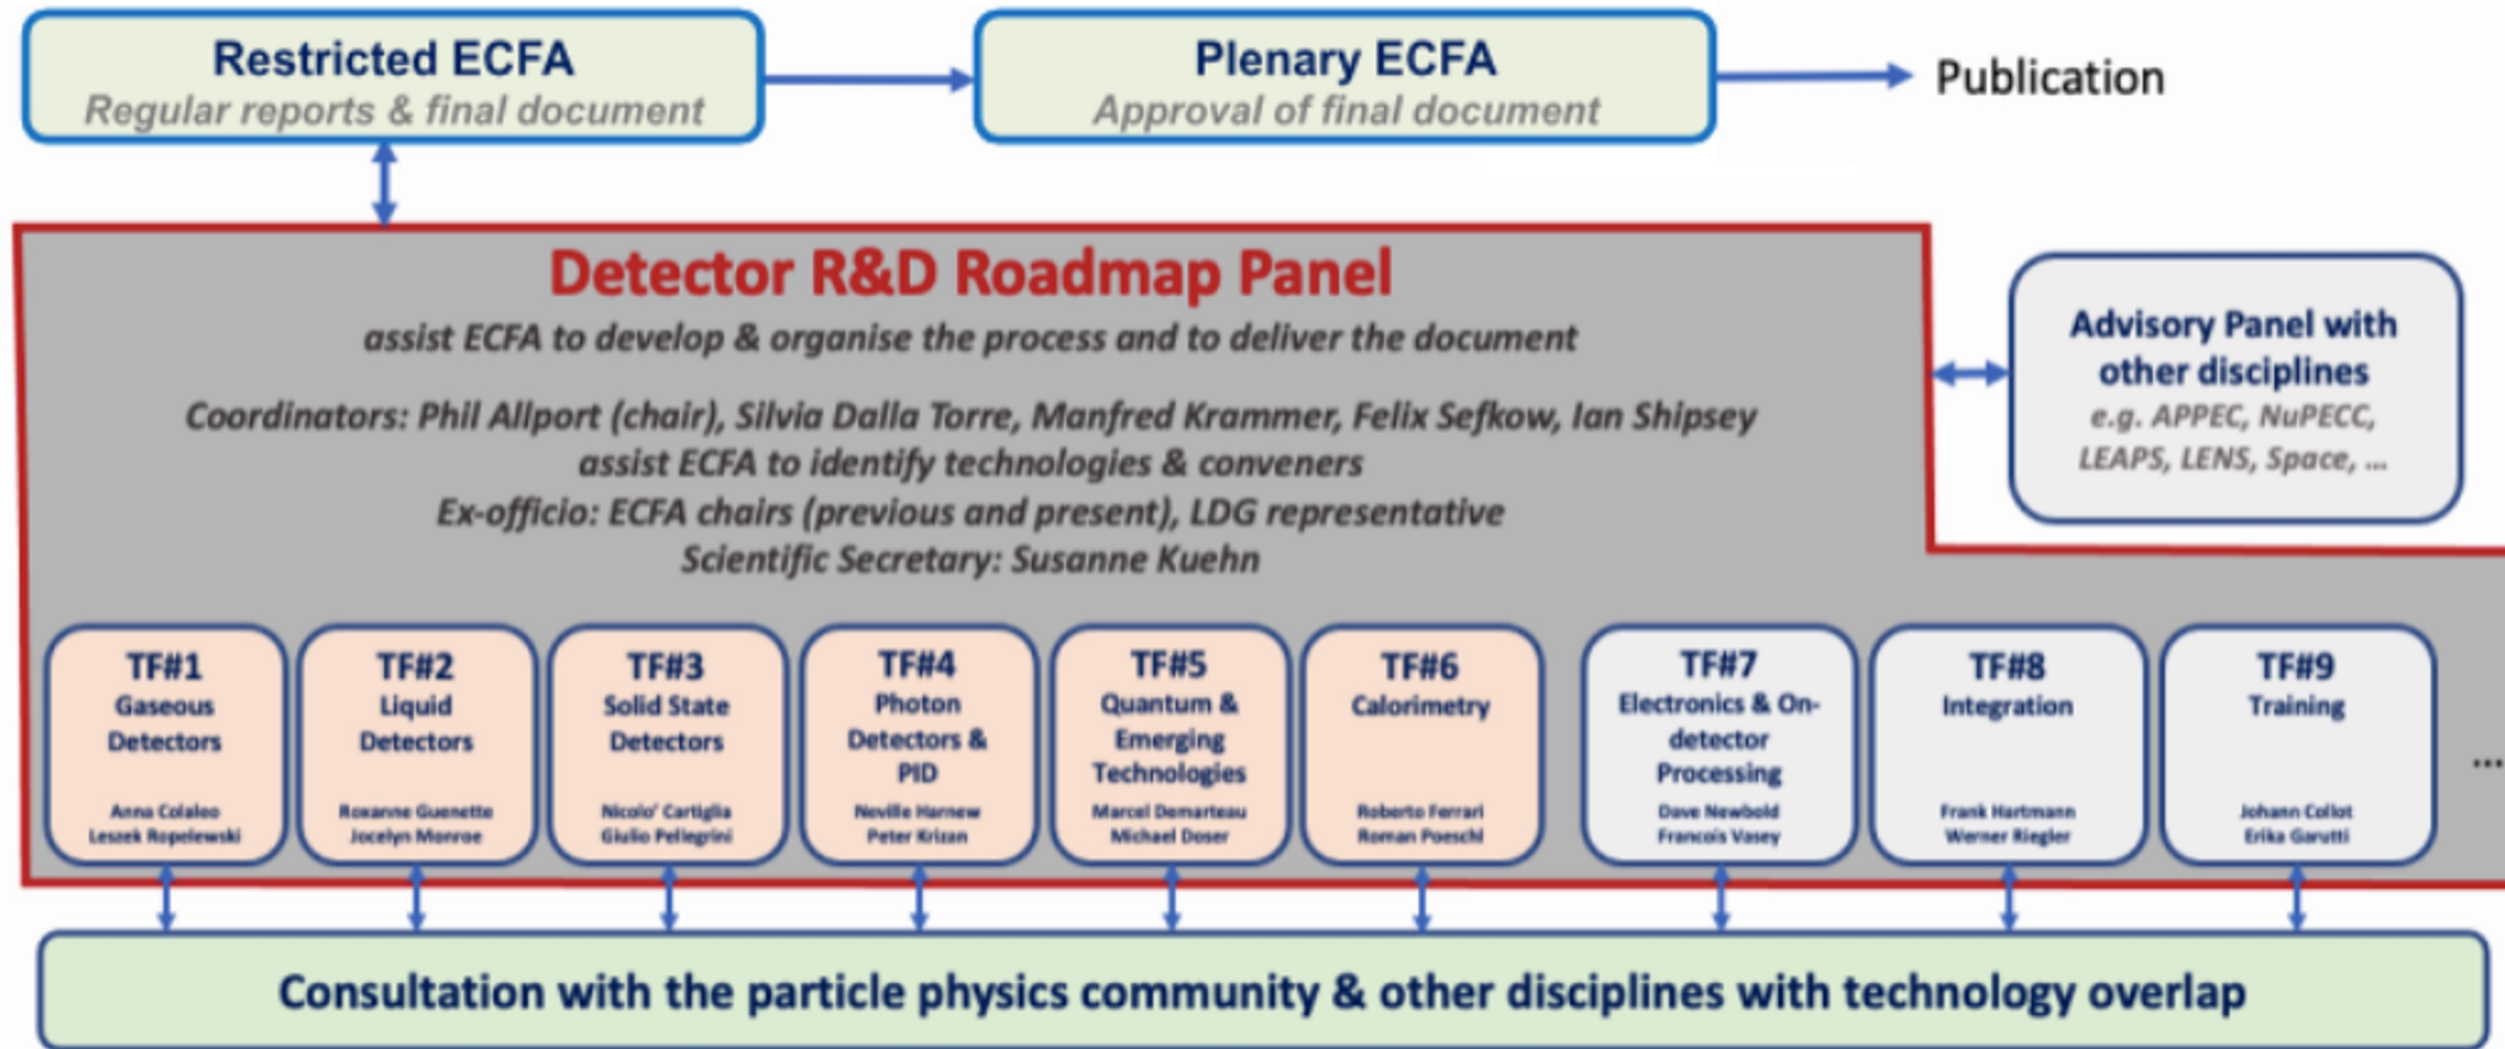 Restricted ECFA
Regular reports & final document
Plenary ECFA
Approval of final document
Publication
Detector R&D Roadmap Panel
assist ECFA to develop & organise the process and to deliver the document
Coordinators: Phil Allport (chair), Silvia Dalla Torre, Manfred Krammer, Felix Sefkow, Ian Shipsey
assist ECFA to identify technologies & conveners
Ex-officio: ECFA chairs (previous and present), LDG representative
Scientific Secretary: Susanne Kuehn
Advisory Panel with
other disciplines
e.g. APPEC, NuPECC,
LEAPS, LENS, Space, ...
TF#1
Gaseous
Detectors
Anna Colaleo
Leszek Ropelewski
TF#2
Liquid
Detectors
Roxanne Guenette
Jocelyn Monroe
TF#3
Solid State
Detectors
Nicolo' Cartiglia
Giulio Pellegrini
TF#4
Photon
Detectors &
PID
Neville Harnew
Peter Krizan
TF#5
Quantum &
Emerging
Technologies
Marcel Demarteau
Michael Doser
TF#6
Calorimetry
Roberto Ferrari
Roman Poeschl
TF#7
Electronics & On-
detector
Processing
Dave Newbold
Francois Vasey
TF#8
Integration
Frank Hartmann
Werner Riegler
TF#9
Training
Johann Collot
Erika Garutti
...
Consultation with the particle physics community & other disciplines with technology overlap